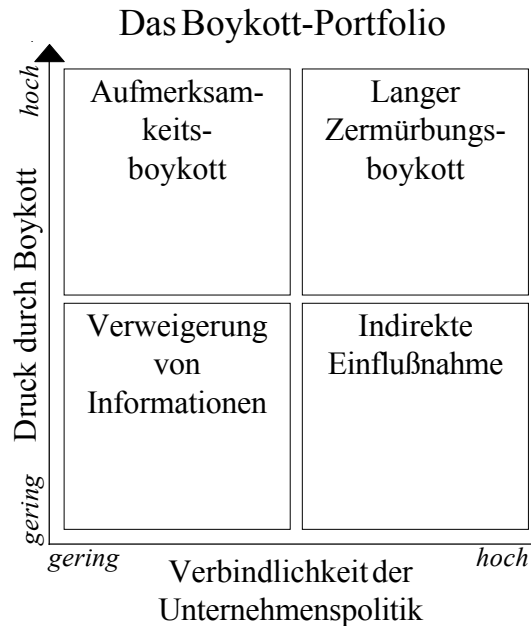 Das Boykott-Portfolio
hoch
Druck durch Boykott
gering
Aufmerksam-
keits-
boykott
Langer
Zermürbungs-
boykott
Verweigerung
von
Informationen
Indirekte
Einflußnahme
gering
hoch
Verbindlichkeit der
Unternehmenspolitik